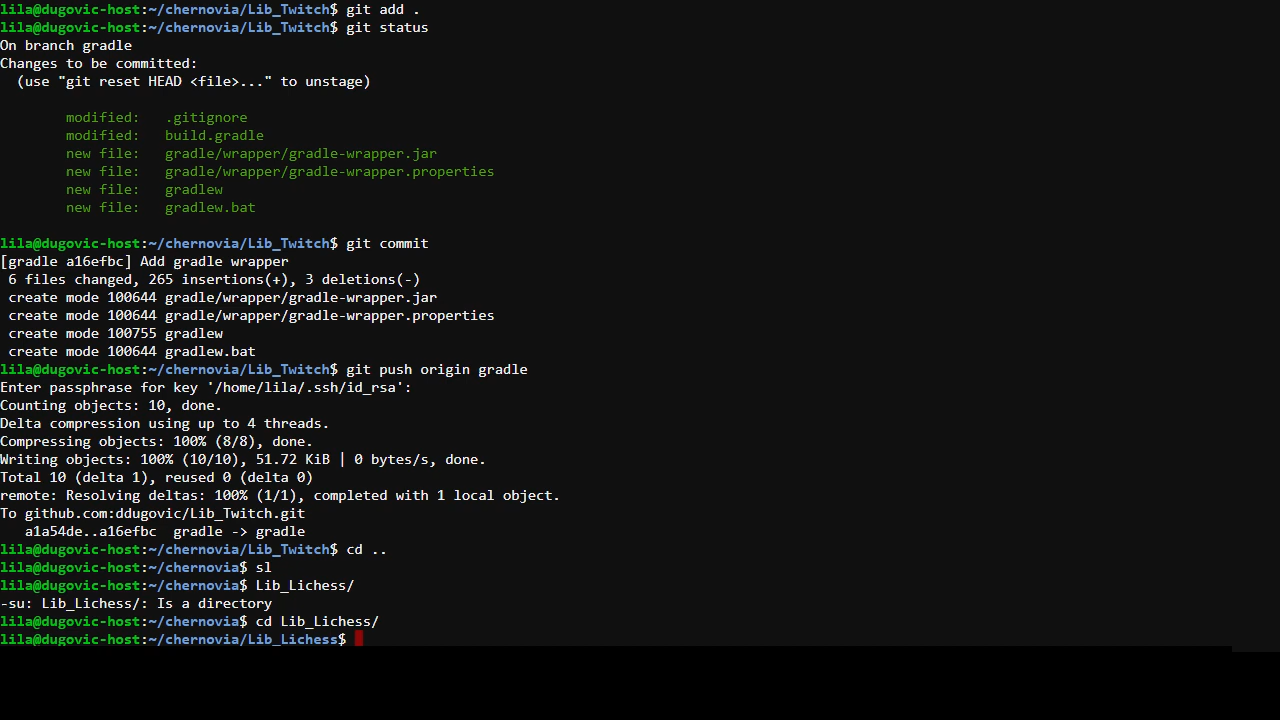 lila@dugovic-host:~/chernovia/Lib_Twitch$ git add .
lila@dugovic-host:~/chernovia/Lib_Twitch$ git status
On branch gradle
Changes to be committed:
  (use "git reset HEAD <file>..." to unstage)
        modified:   .gitignore
        modified:   build.gradle
        new file:   gradle/wrapper/gradle-wrapper.jar
        new file:   gradle/wrapper/gradle-wrapper.properties
        new file:   gradlew
        new file:   gradlew.bat
lila@dugovic-host:~/chernovia/Lib_Twitch$ git commit
[gradle a16efbc] Add gradle wrapper
 6 files changed, 265 insertions(+), 3 deletions(-)
 create mode 100644 gradle/wrapper/gradle-wrapper.jar
 create mode 100644 gradle/wrapper/gradle-wrapper.properties
 create mode 100755 gradlew
 create mode 100644 gradlew.bat
lila@dugovic-host:~/chernovia/Lib_Twitch$ git push origin gradle
Enter passphrase for key '/home/lila/.ssh/id_rsa':
Counting objects: 10, done.
Delta compression using up to 4 threads.
Compressing objects: 100% (8/8), done.
Writing objects: 100% (10/10), 51.72 KiB | 0 bytes/s, done.
Total 10 (delta 1), reused 0 (delta 0)
remote: Resolving deltas: 100% (1/1), completed with 1 local object.
To github.com:ddugovic/Lib_Twitch.git
   a1a54de..a16efbc  gradle -> gradle
lila@dugovic-host:~/chernovia/Lib_Twitch$ cd ..
lila@dugovic-host:~/chernovia$ sl
lila@dugovic-host:~/chernovia$ Lib_Lichess/
-su: Lib_Lichess/: Is a directory
lila@dugovic-host:~/chernovia$ cd Lib_Lichess/
lila@dugovic-host:~/chernovia/Lib_Lichess$